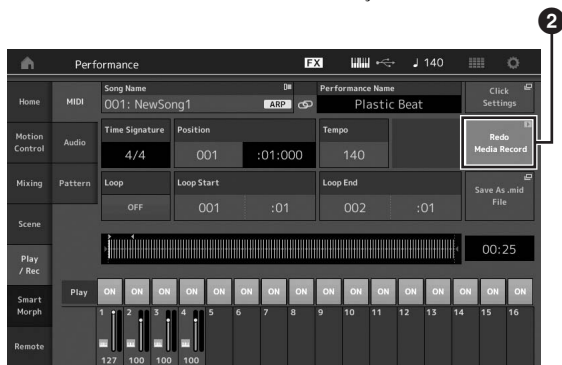 2
Performance
FX
♩ 140
Home
Motion
Control
Mixing
Scene
Play
/ Rec
Smart
Morph
Remote
MIDI
Audio
Pattern
Song Name
001: NewSong1
ARP
Performance Name
Plastic Beat
Click
Settings
Time Signature
4/4
Position
001 :01:000
Tempo
140
Redo
Media Record
Loop
OFF
Loop Start
001 :01
Loop End
002 :01
Save As .mid
File
00:25
Play ON ON ON ON ON ON ON ON ON ON ON ON ON ON ON ON
1 2 3 4 5 6 7 8 9 10 11 12 13 14 15 16
127 100 100 100